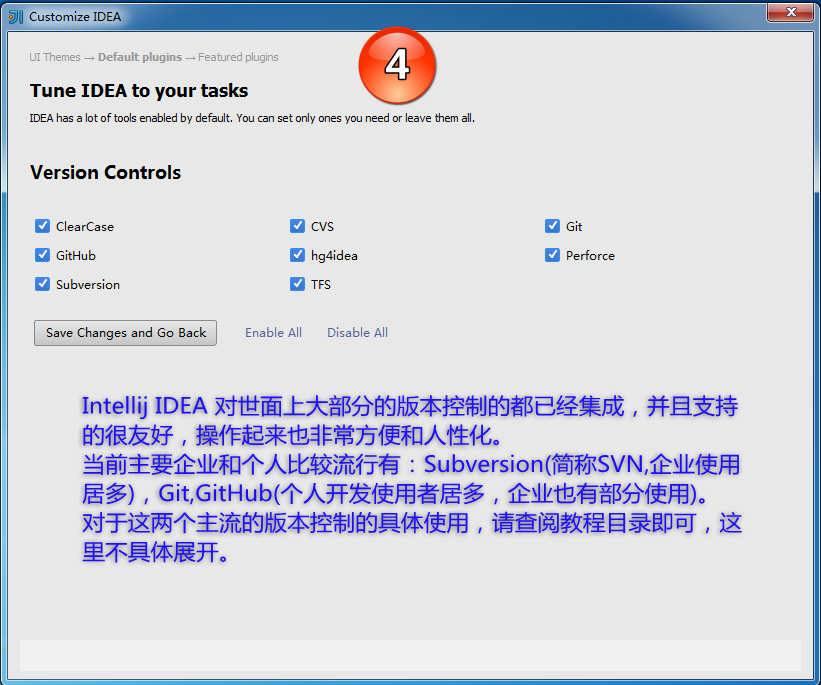 Customize IDEA
UI Themes → Default plugins → Featured plugins
4
Tune IDEA to your tasks
IDEA has a lot of tools enabled by default. You can set only ones you need or leave them all.
Version Controls
ClearCase CVS Git
GitHub hg4idea Perforce
Subversion TFS
Save Changes and Go Back Enable All Disable All
Intellij IDEA 对世面上大部分的版本控制的都已经集成，并且支持
的很友好，操作起来也非常方便和人性化。
当前主要企业和个人比较流行有：Subversion(简称SVN,企业使用
居多)，Git,GitHub(个人开发使用者居多，企业也有部分使用)。
对于这两个主流的版本控制的具体使用，请查阅教程目录即可，这
里不具体展开。